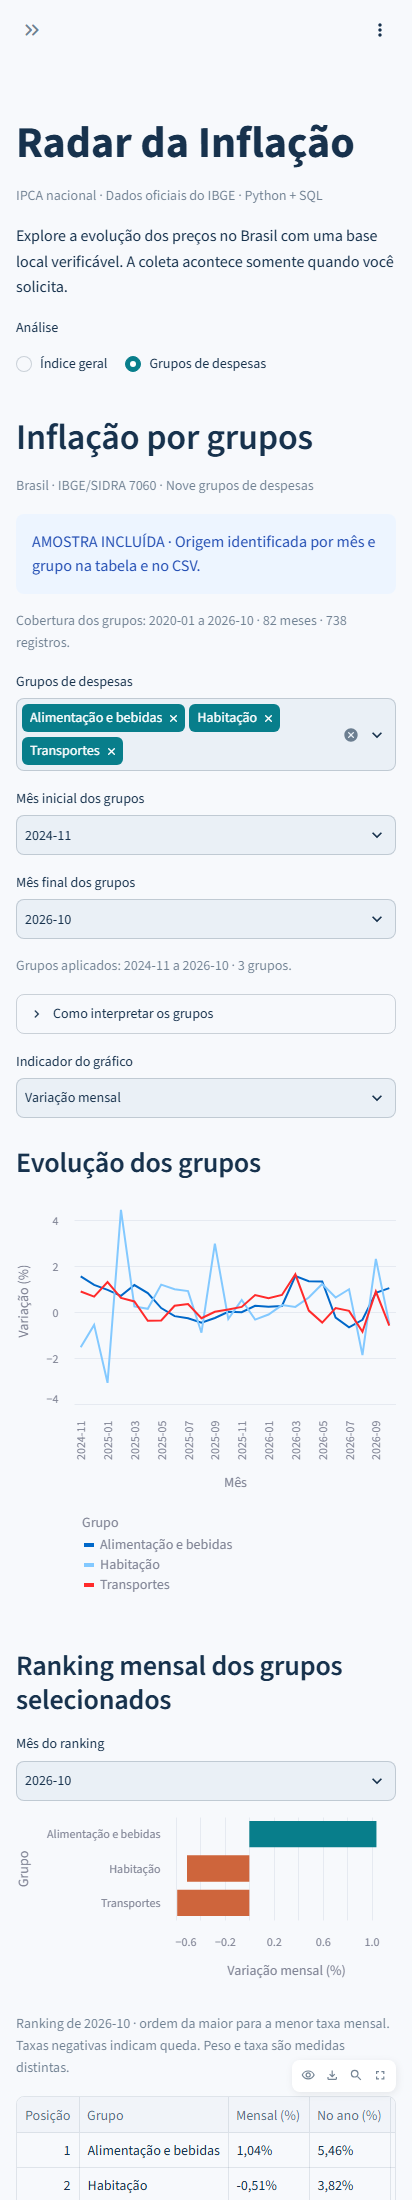 Radar da Inflação
IPCA nacional · Dados oficiais do IBGE · Python + SQL
Explore a evolução dos preços no Brasil com uma base
local verificável. A coleta acontece somente quando você
solicita.
Análise
Índice geral
Grupos de despesas
Inflação por grupos
Brasil · IBGE/SIDRA 7060 · Nove grupos de despesas
AMOSTRA INCLUÍDA · Origem identificada por mês e
grupo na tabela e no CSV.
Cobertura dos grupos: 2020-01 a 2026-10 · 82 meses · 738
registros.
Grupos de despesas
Alimentação e bebidas
Habitação
Transportes
Mês inicial dos grupos
2024-11
Mês final dos grupos
2026-10
Grupos aplicados: 2024-11 a 2026-10 · 3 grupos.
Como interpretar os grupos
Indicador do gráfico
Variação mensal
Evolução dos grupos
Variação (%)
4
2
0
−2
−4
2024-11
2025-01
2025-03
2025-05
2025-07
2025-09
2025-11
2026-01
2026-03
2026-05
2026-07
2026-09
Mês
Grupo
Alimentação e bebidas
Habitação
Transportes
Ranking mensal dos grupos
selecionados
Mês do ranking
2026-10
Grupo
Alimentação e bebidas
Habitação
Transportes
−0.6 −0.2 0.2 0.6 1.0
Variação mensal (%)
Ranking de 2026-10 · ordem da maior para a menor taxa mensal.
Taxas negativas indicam queda. Peso e taxa são medidas
distintas.
Posição Grupo Mensal (%) No ano (%)
1 Alimentação e bebidas 1,04% 5,46%
2 Habitação -0,51% 3,82%